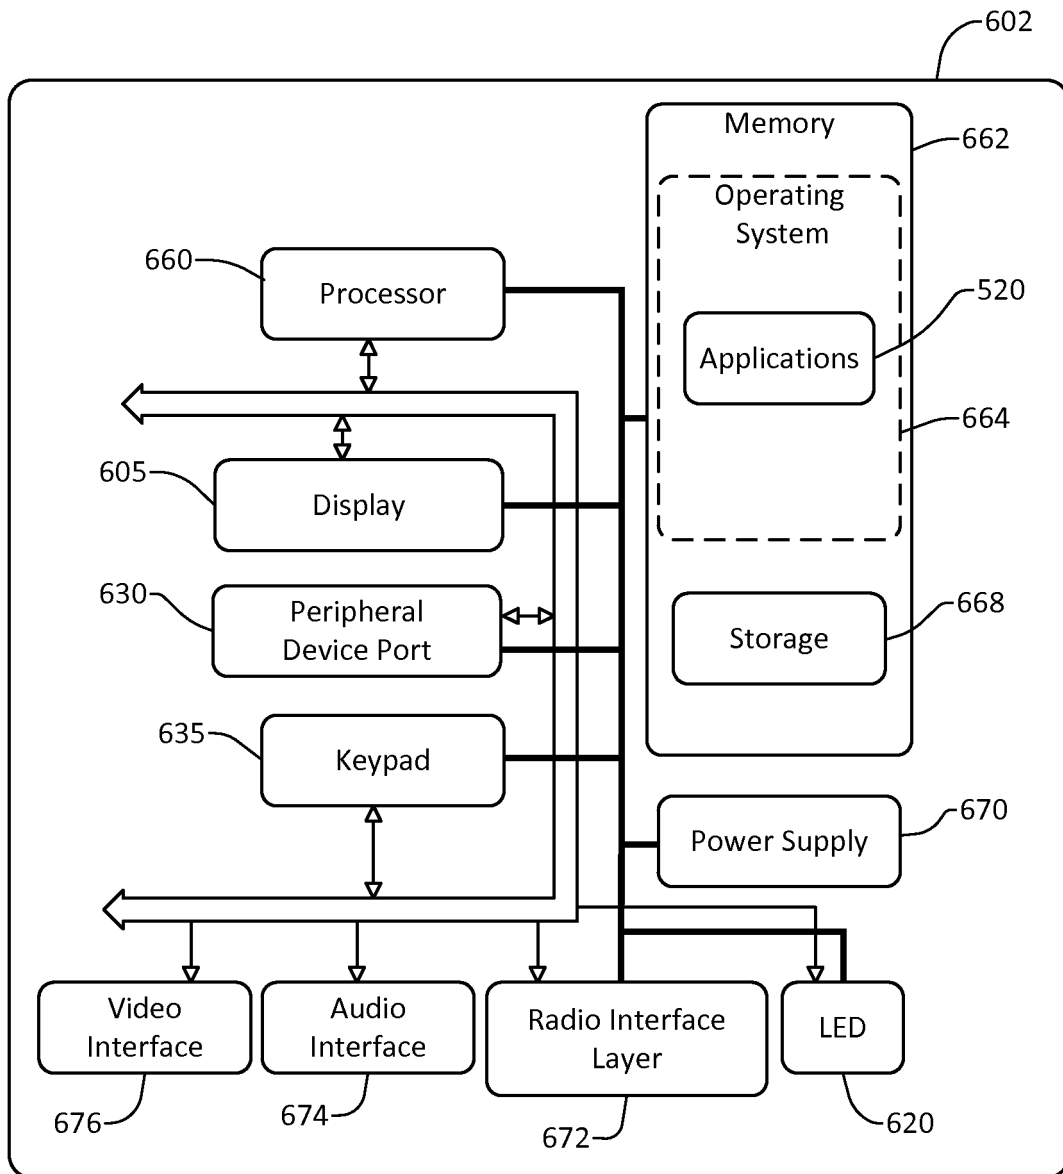 602
Memory
662
Operating
System
660
Processor
520
Applications
664
605
Display
630
Peripheral
Device Port
668
Storage
635
Keypad
670
Power Supply
Video
Interface
Audio
Interface
Radio Interface
Layer
LED
676
674
672
620